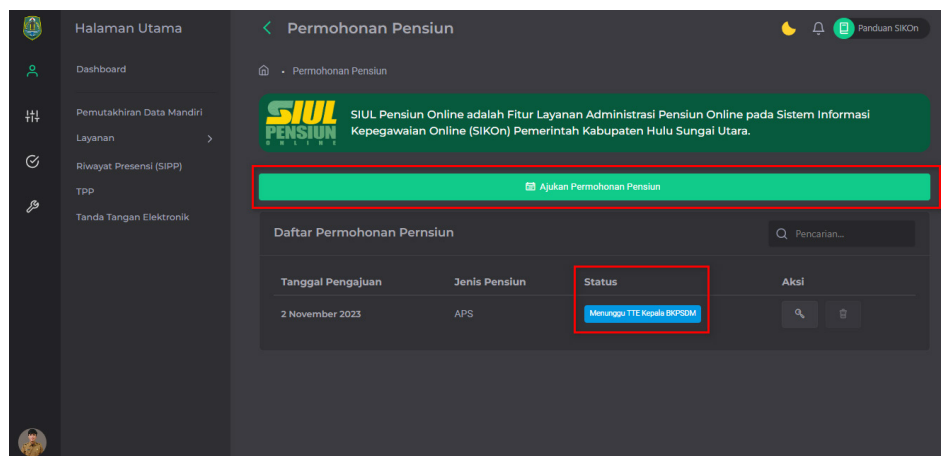 Halaman Utama
Permohonan Pensiun
Panduan SIKOn
Dashboard
Permohonan Pensiun
Pemutakhiran Data Mandiri
Layanan
Riwayat Presensi (SIPP)
TPP
Tanda Tangan Elektronik
SIUL
PENSIUN
ONLINE
SIUL Pensiun Online adalah Fitur Layanan Administrasi Pensiun Online pada Sistem Informasi
Kepegawaian Online (SIKOn) Pemerintah Kabupaten Hulu Sungai Utara.
Ajukan Permohonan Pensiun
Daftar Permohonan Pernsiun
Pencarian...
Tanggal Pengajuan Jenis Pensiun Status Aksi
2 November 2023 APS Menunggu TTE Kepala BKPSDM